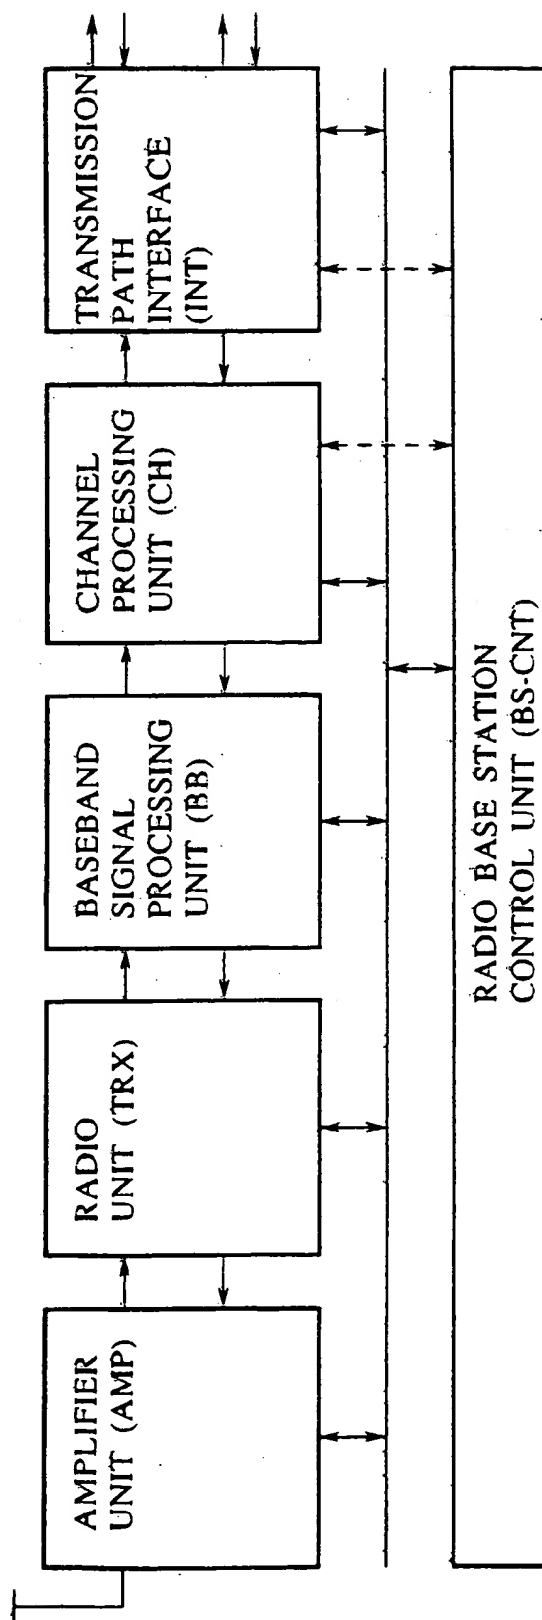 AMPLIFIER
UNIT (AMP)
RADIO
UNIT (TRX)
BASEBAND
SIGNAL
PROCESSING
UNIT (BB)
CHANNEL
PROCESSING
UNIT (CH)
TRANSMISSION
PATH
INTERFACE
(INT)
RADIO BASE STATION
CONTROL UNIT (BS-CNT)